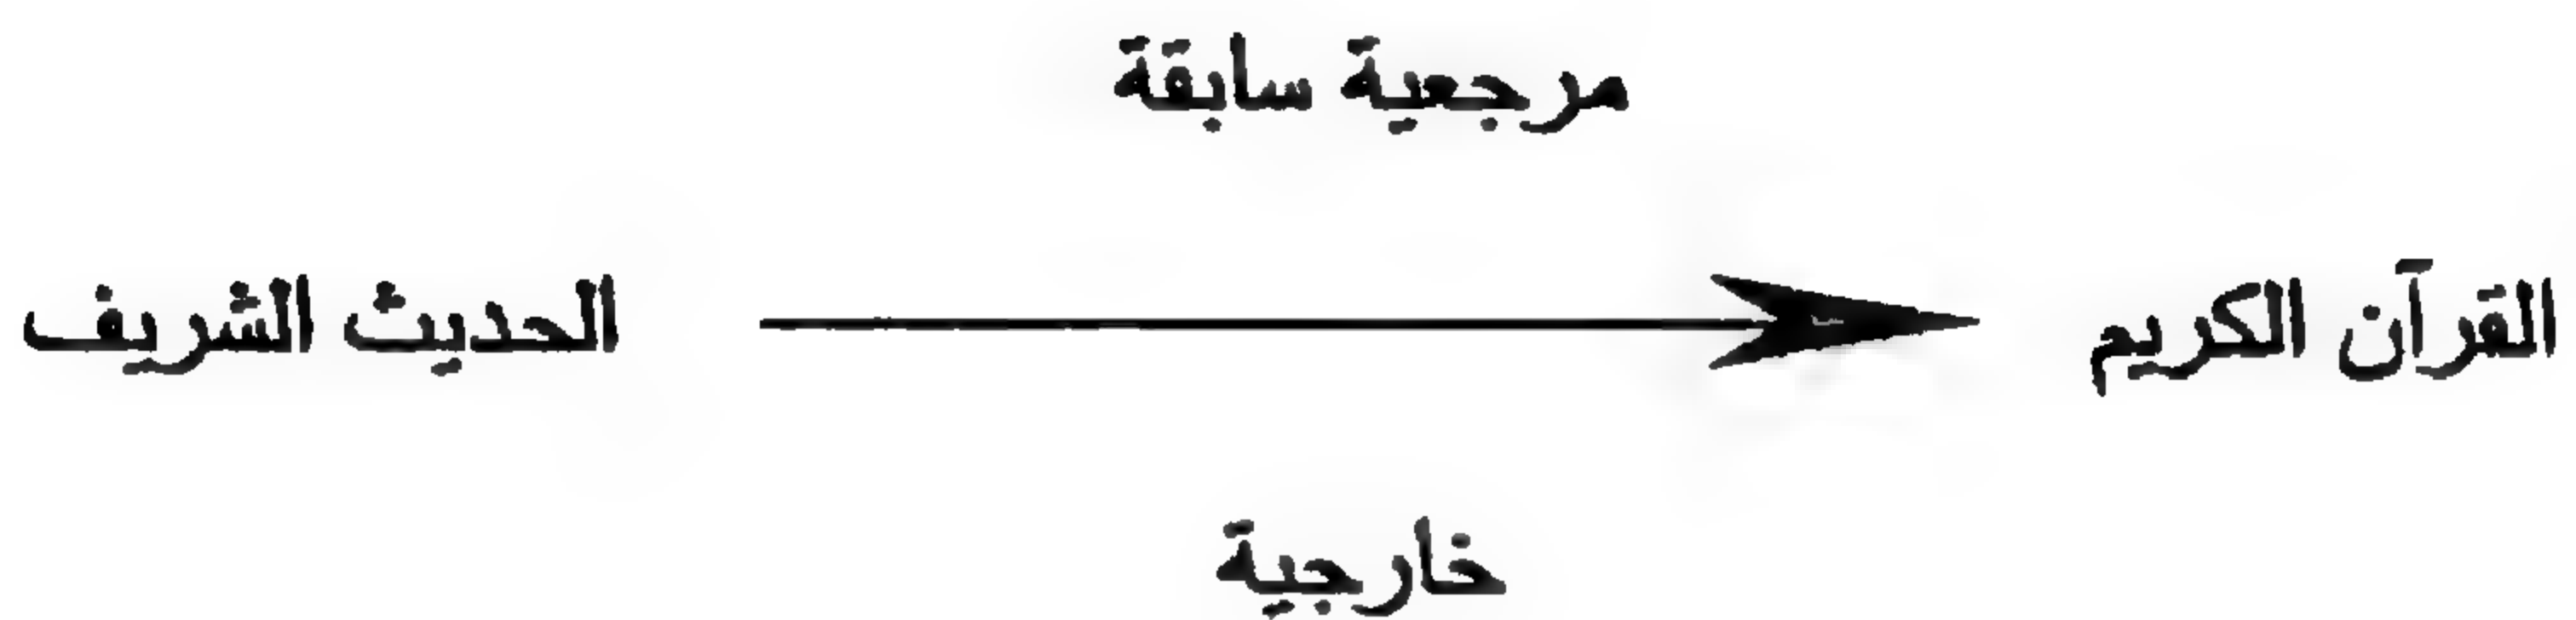 مرجعية سابقة
القرآن الكريم
الحديث الشريف
خارجية